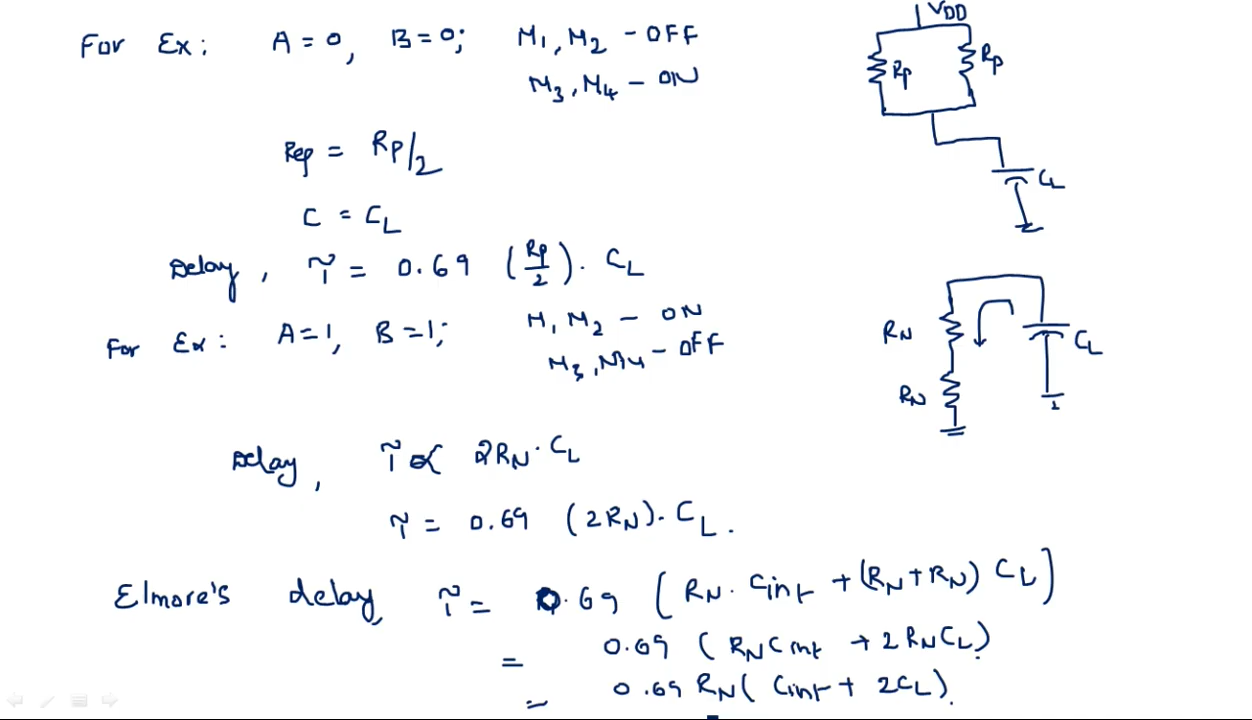 For Ex: A = 0, B = 0; M1, M2 - OFF
M3, M4 - ON
VDD
Rp Rp
CL
Rep = RP/2
C = CL
Delay, τ = 0.69 (Rp/2). CL
For Ex: A=1, B=1; M, M2 - ON
M3, M4 - OFF
RN
CL
RN
Delay, τ ∝ 2RN. CL
τ = 0.69 (2RN). CL.
Elmore's delay, τ = 0.69 [RN. Cint + (RN+RN) CL]
= 0.69 (RN Cint + 2 RN CL).
= 0.69 RN (Cint + 2CL).